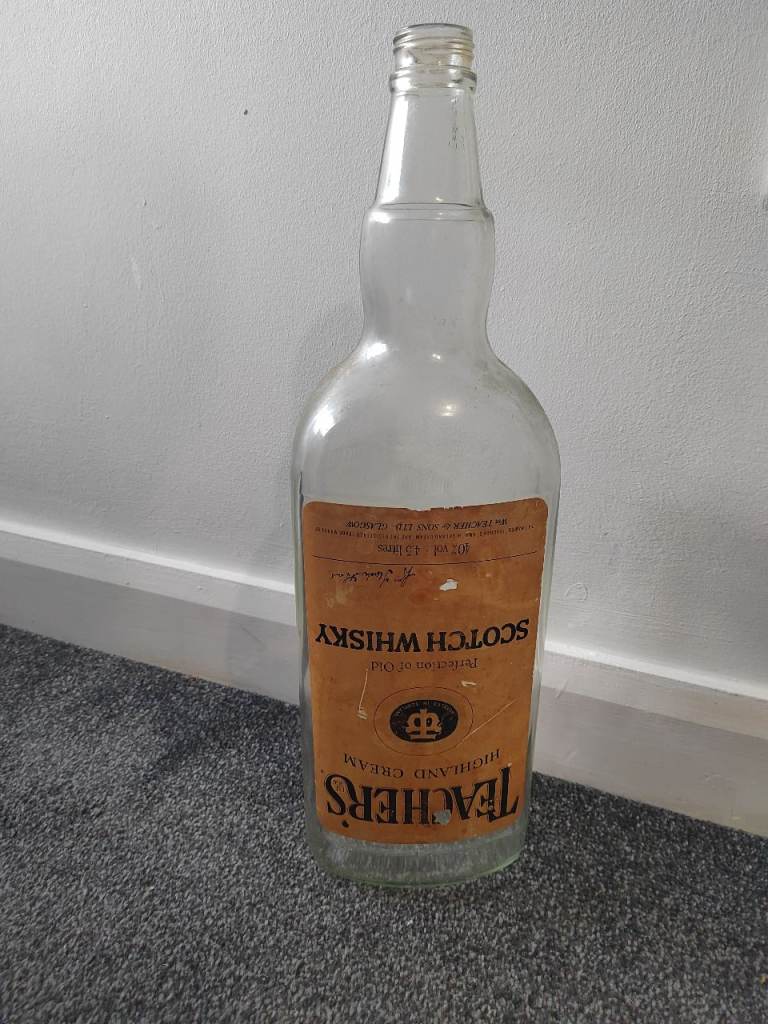 TEACHER'S
HIGHLAND CREAM
Perfection of Old
SCOTCH WHISKY
40% vol 4.5 litres
Wm TEACHER & SONS LTD. GLASGOW